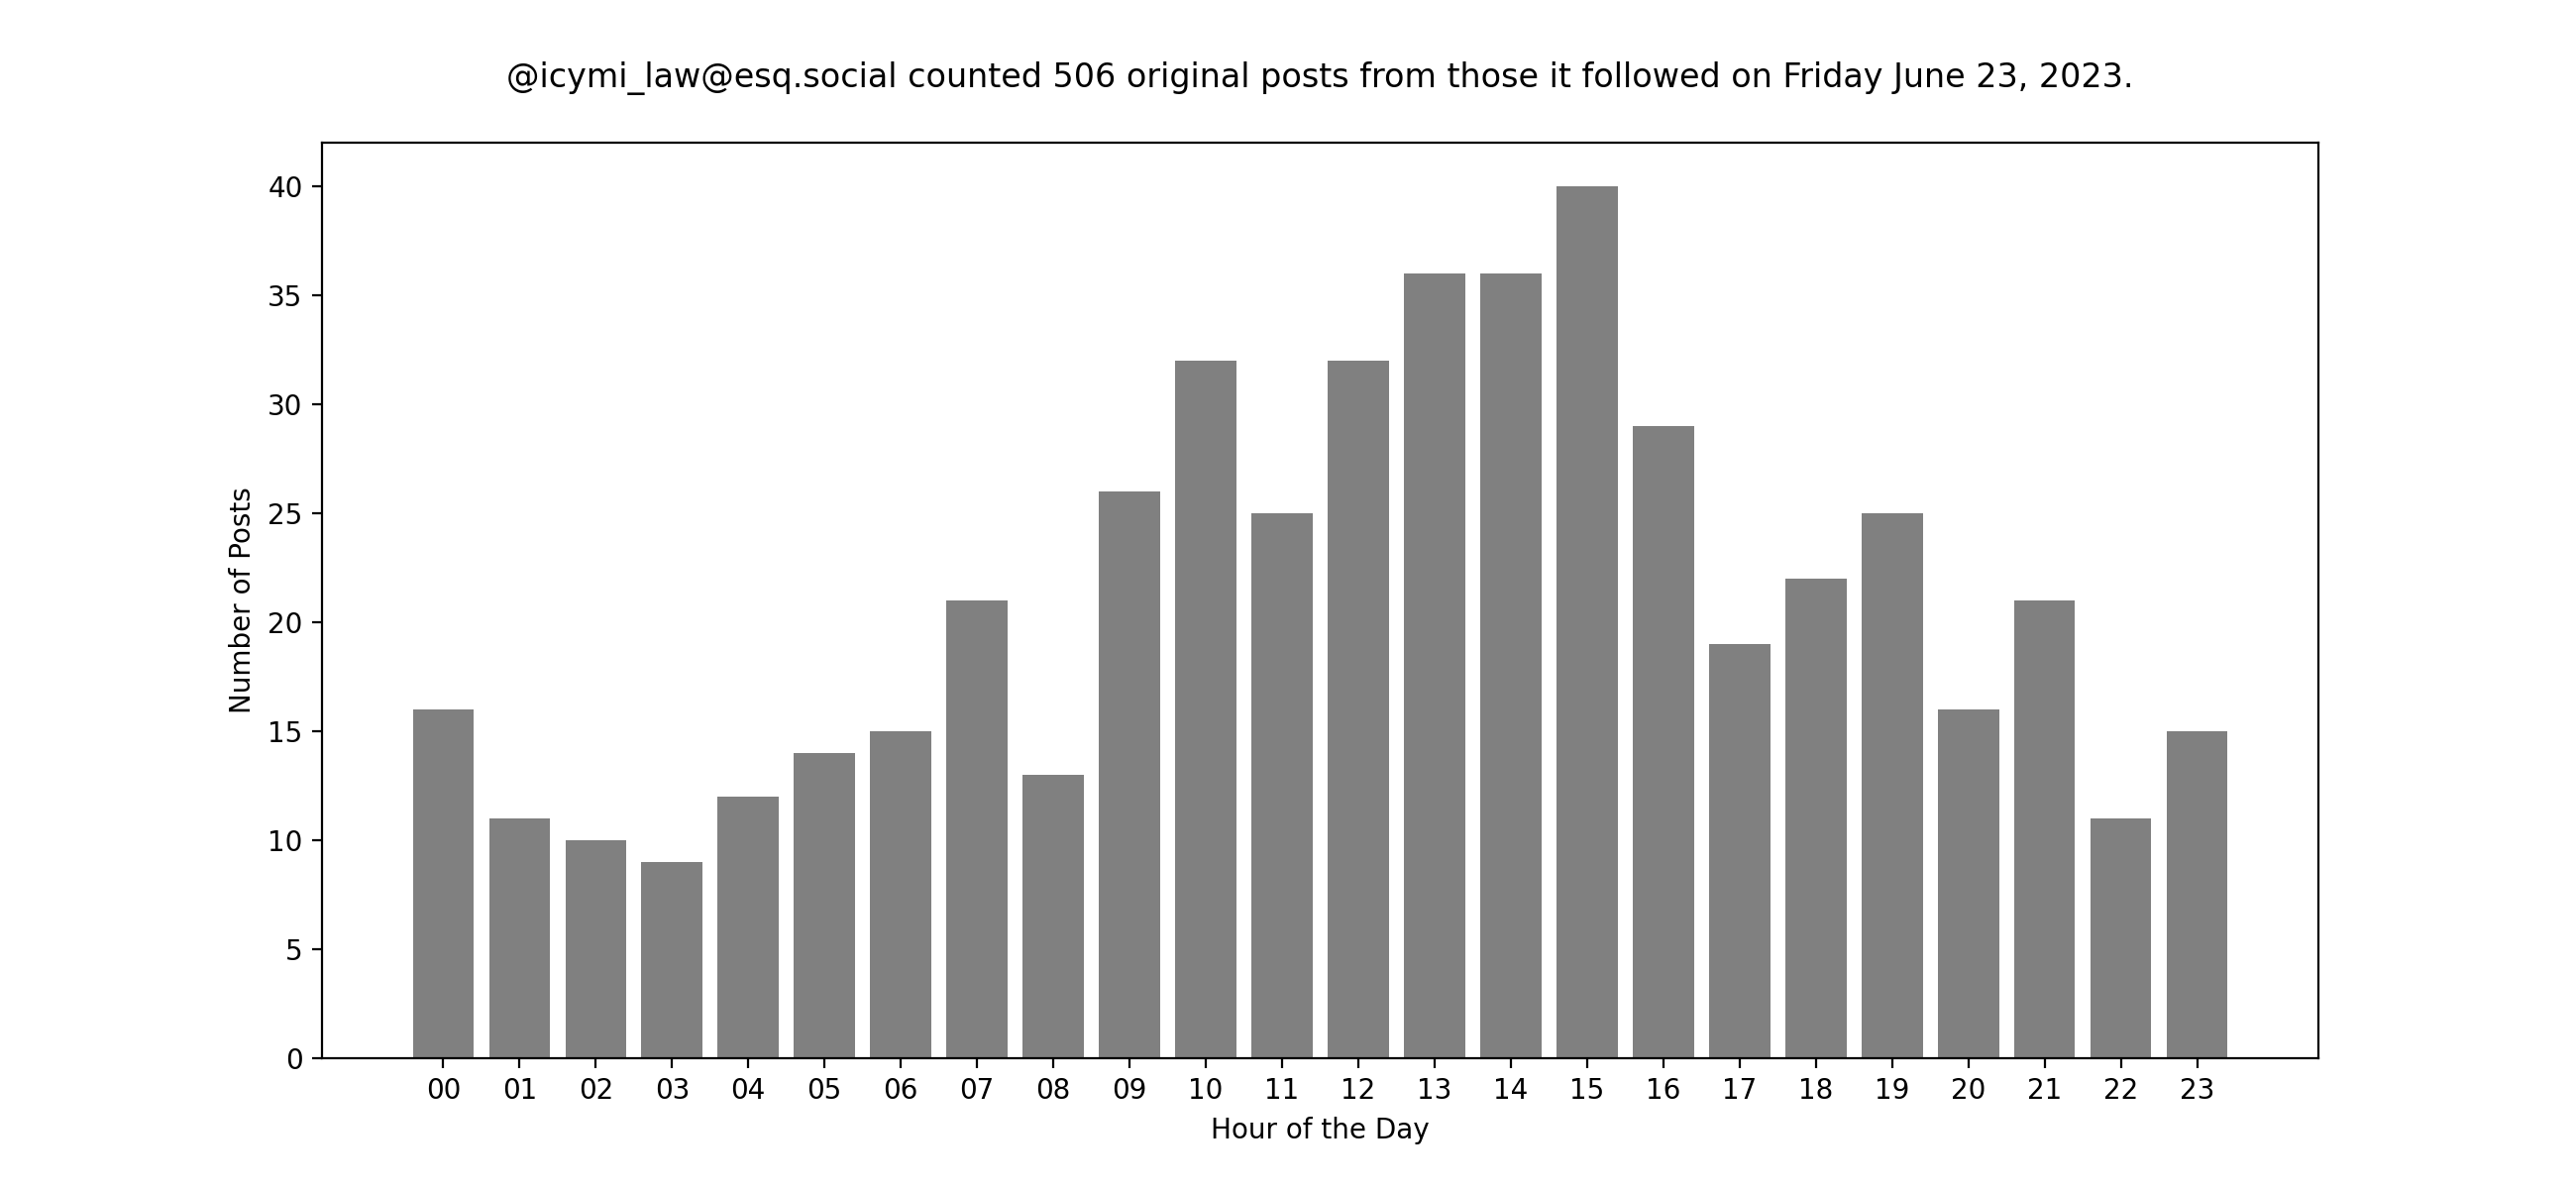 @icymi_law@esq.social counted 506 original posts from those it followed on Friday June 23, 2023.
Number of Posts
40
35
30
25
20
15
10
5
0
00 01 02 03 04 05 06 07 08 09 10 11 12 13 14 15 16 17 18 19 20 21 22 23
Hour of the Day